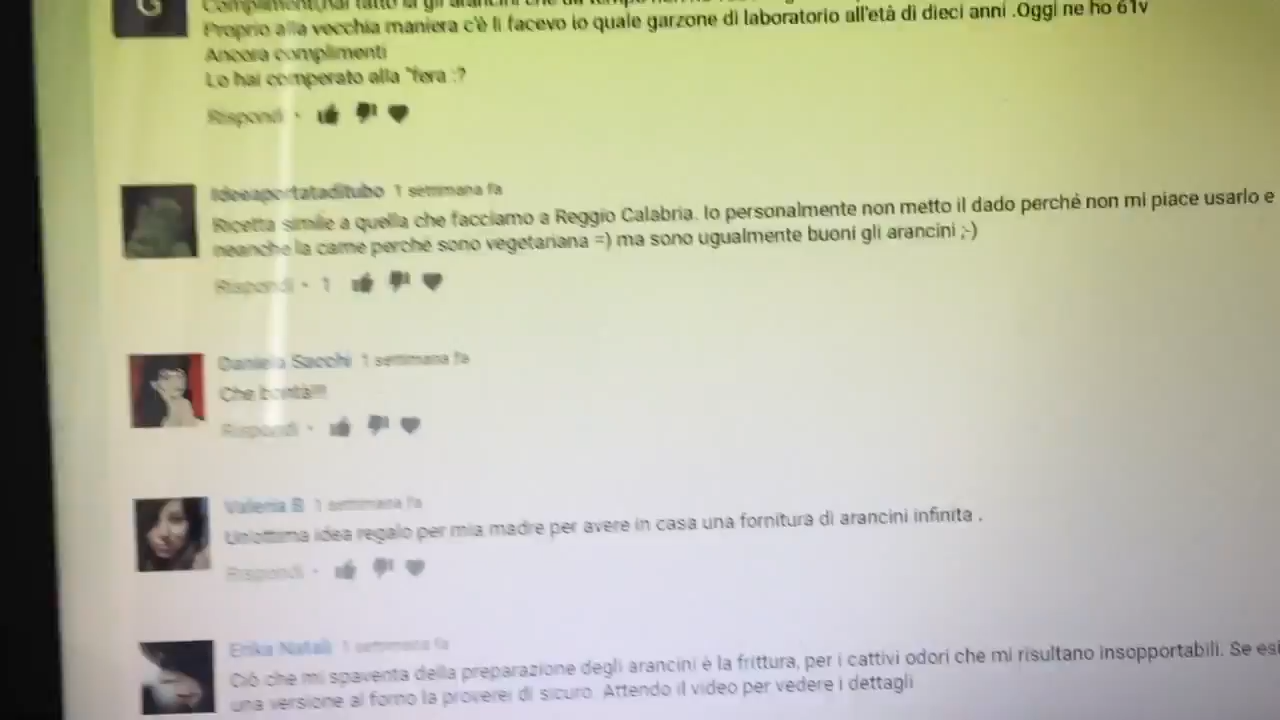 hai fatto gli arancini che
Proprio alla vecchia maniera c'è li facevo io quale garzone di laboratorio all'età di dieci anni .Oggi ne ho 61v
Ancora complimenti
Lo hai comperato alla "fera :?
Rispondi •
Ideeaportataditubo 1 settimana fa
Ricetta simile a quella che facciamo a Reggio Calabria. Io personalmente non metto il dado perché non mi piace usarlo e
neanche la carne perchè sono vegetariana =) ma sono ugualmente buoni gli arancini ;-)
Rispondi • 1
Daniela Sacchi 1 settimana fa
Che bontà!!!
Rispondi •
Valeria B 1 settimana fa
Un'ottima idea regalo per mia madre per avere in casa una fornitura di arancini infinita .
Rispondi •
Erika Natali 1 settimana fa
Ciò che mi spaventa della preparazione degli arancini è la frittura, per i cattivi odori che mi risultano insopportabili. Se
una versione al forno la proverei di sicuro. Attendo il video per vedere i dettagli